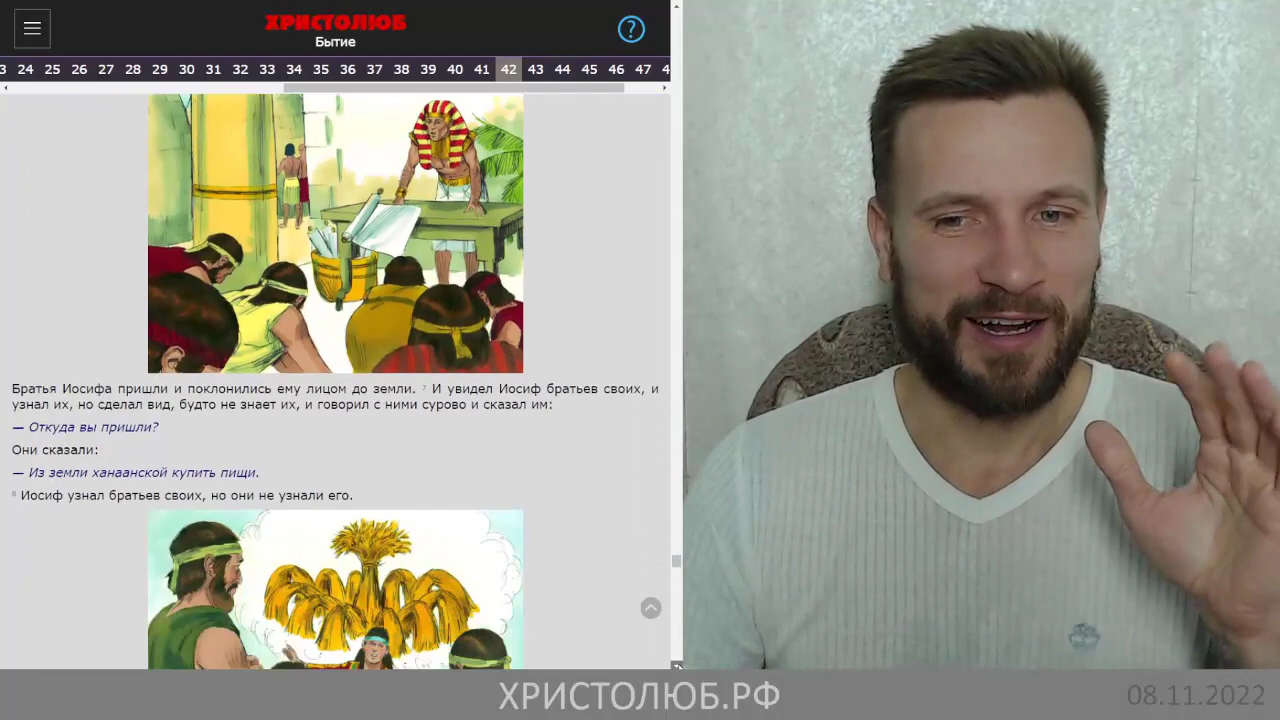 ХРИСТОЛЮБ
Бытие
?
3 24 25 26 27 28 29 30 31 32 33 34 35 36 37 38 39 40 41 42 43 44 45 46 47 4
Братья Иосифа пришли и поклонились ему лицом до земли. 7 И увидел Иосиф братьев своих, и
узнал их, но сделал вид, будто не знает их, и говорил с ними сурово и сказал им:
— Откуда вы пришли?
Они сказали:
— Из земли ханаанской купить пищи.
8 Иосиф узнал братьев своих, но они не узнали его.
ХРИСТОЛЮБ.РФ
08.11.2022